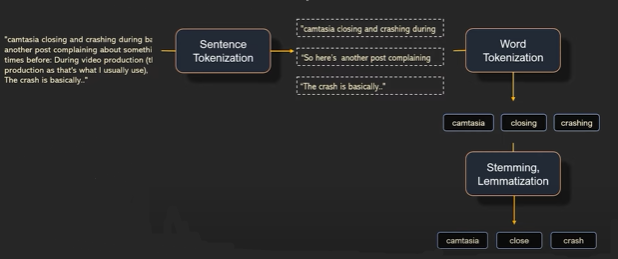 "camtasia closing and crashing during ba
another post complaining about somethi
times before: During video production (t
production as that's what I usually use),
The crash is basically.."
Sentence
Tokenization
"camtasia closing and crashing during
"So here's another post complaining
"The crash is basically.."
Word
Tokenization
camtasia
closing
crashing
Stemming,
Lemmatization
camtasia
close
crash